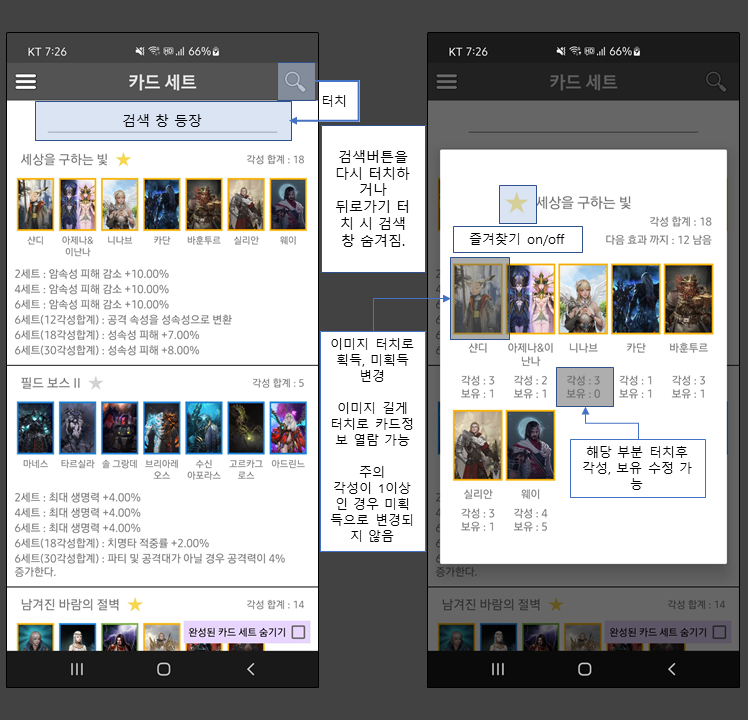 KT 7:26
66%
카드 세트
터치
검색 창 등장
세상을 구하는 빛
각성 합계 : 18
샨디
아제나&
이난나
니나브
카단
바훈투르
실리안
웨이
2세트 : 암속성 피해 감소 +10.00%
4세트 : 암속성 피해 감소 +10.00%
6세트 : 암속성 피해 감소 +10.00%
6세트(12각성합계) : 공격 속성을 성속성으로 변환
6세트(18각성합계) : 성속성 피해 +7.00%
6세트(30각성합계) : 성속성 피해 +8.00%
필드 보스 II
각성 합계 : 5
마네스
타르실라
솔 그랑데
브리아레
오스
수신
아포라스
고르카그
로스
아드린느
2세트 : 최대 생명력 +4.00%
4세트 : 최대 생명력 +4.00%
6세트 : 최대 생명력 +4.00%
6세트(18각성합계) : 치명타 적중률 +2.00%
6세트(30각성합계) : 파티 및 공격대가 아닐 경우 공격력이 4%
증가한다.
남겨진 바람의 절벽
각성 합계 : 14
완성된 카드 세트 숨기기
검색버튼을
다시 터치하
거나
뒤로가기 터
치 시 검색
창 숨겨짐.
이미지 터치로
획득, 미획득
변경
이미지 길게
터치로 카드정
보 열람 가능
주의
각성이 1이상
인 경우 미획
득으로 변경되
지 않음
KT 7:26
66%
카드 세트
세상을 구하는 빛
각성 합계 : 18
즐겨찾기 on/off
다음 효과 까지 : 12 남음
샨디
아제나&이
난나
니나브
카단
바훈투르
각성 : 3
보유 : 1
각성 : 2
보유 : 1
각성 : 3
보유 : 0
각성 : 1
보유 : 1
각성 : 3
보유 : 1
실리안
웨이
각성 : 3
보유 : 1
각성 : 4
보유 : 5
해당 부분 터치후
각성, 보유 수정 가
능
6세트(30각성합계) : 파티 및 공격대가 아닐 경우 공격력이 4%
증가한다.
남겨진 바람의 절벽
각성 합계 : 14
완성된 카드 세트 숨기기